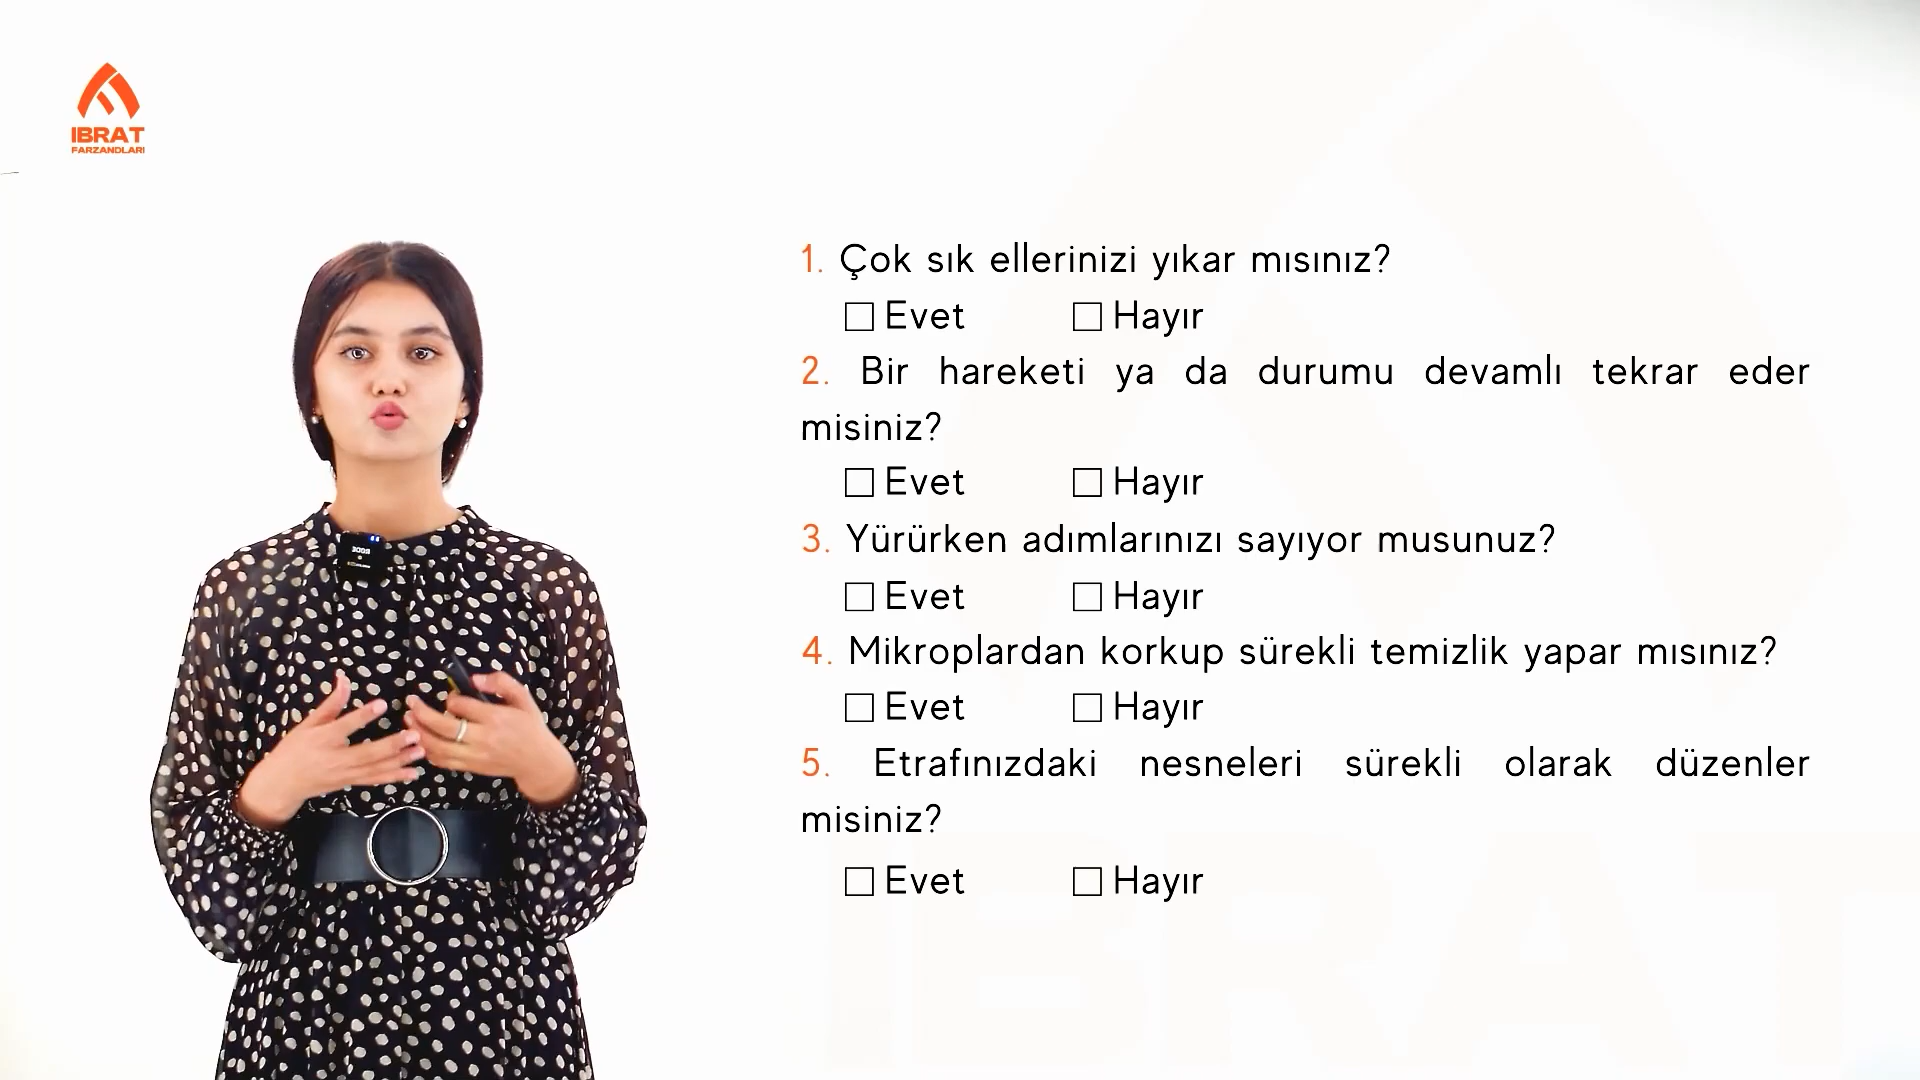 IBRAT
FARZANDLARI
1. Çok sık ellerinizi yıkar mısınız?
☐ Evet ☐ Hayır
2. Bir hareketi ya da durumu devamlı tekrar eder
misiniz?
☐ Evet ☐ Hayır
3. Yürürken adımlarınızı sayıyor musunuz?
☐ Evet ☐ Hayır
4. Mikroplardan korkup sürekli temizlik yapar mısınız?
☐ Evet ☐ Hayır
5. Etrafınızdaki nesneleri sürekli olarak düzenler
misiniz?
☐ Evet ☐ Hayır
IBRAT